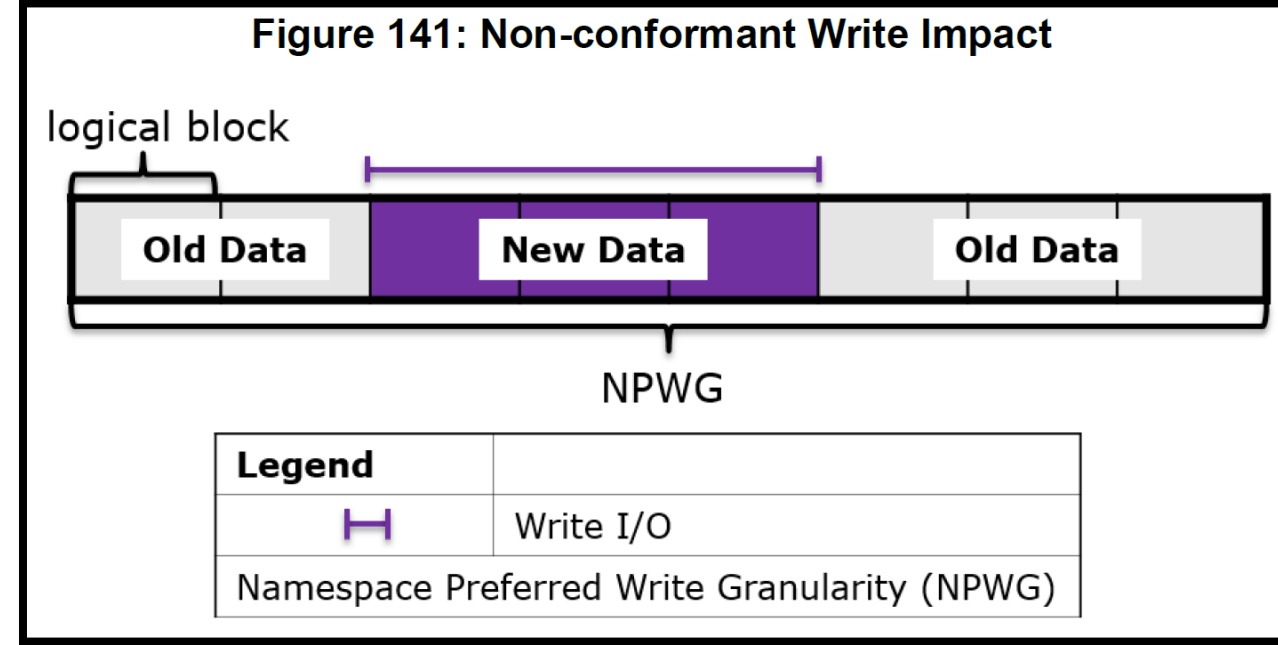 Figure 141: Non-conformant Write Impact
logical block
Old Data
New Data
Old Data
NPWG
Legend
Write I/O
Namespace Preferred Write Granularity (NPWG)